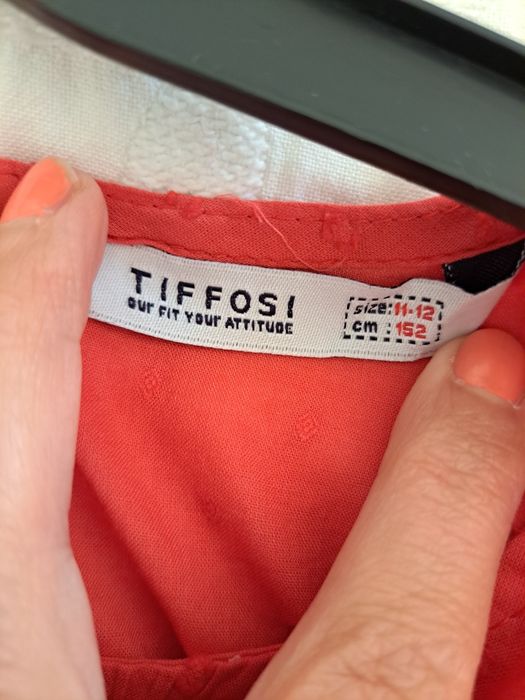 TIFFOSI
OUR FIT YOUR ATTITUDE
size: 11-12
cm : 152